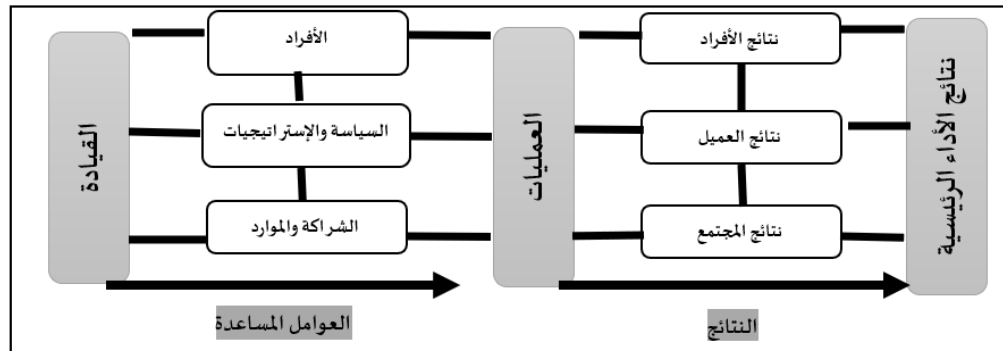 القيادة
الأفراد
السياسة والإستراتيجيات
الشراكة والموارد
العمليات
نتائج الأفراد
نتائج العميل
نتائج المجتمع
نتائج الأداء الرئيسية
العوامل المساعدة
النتائج